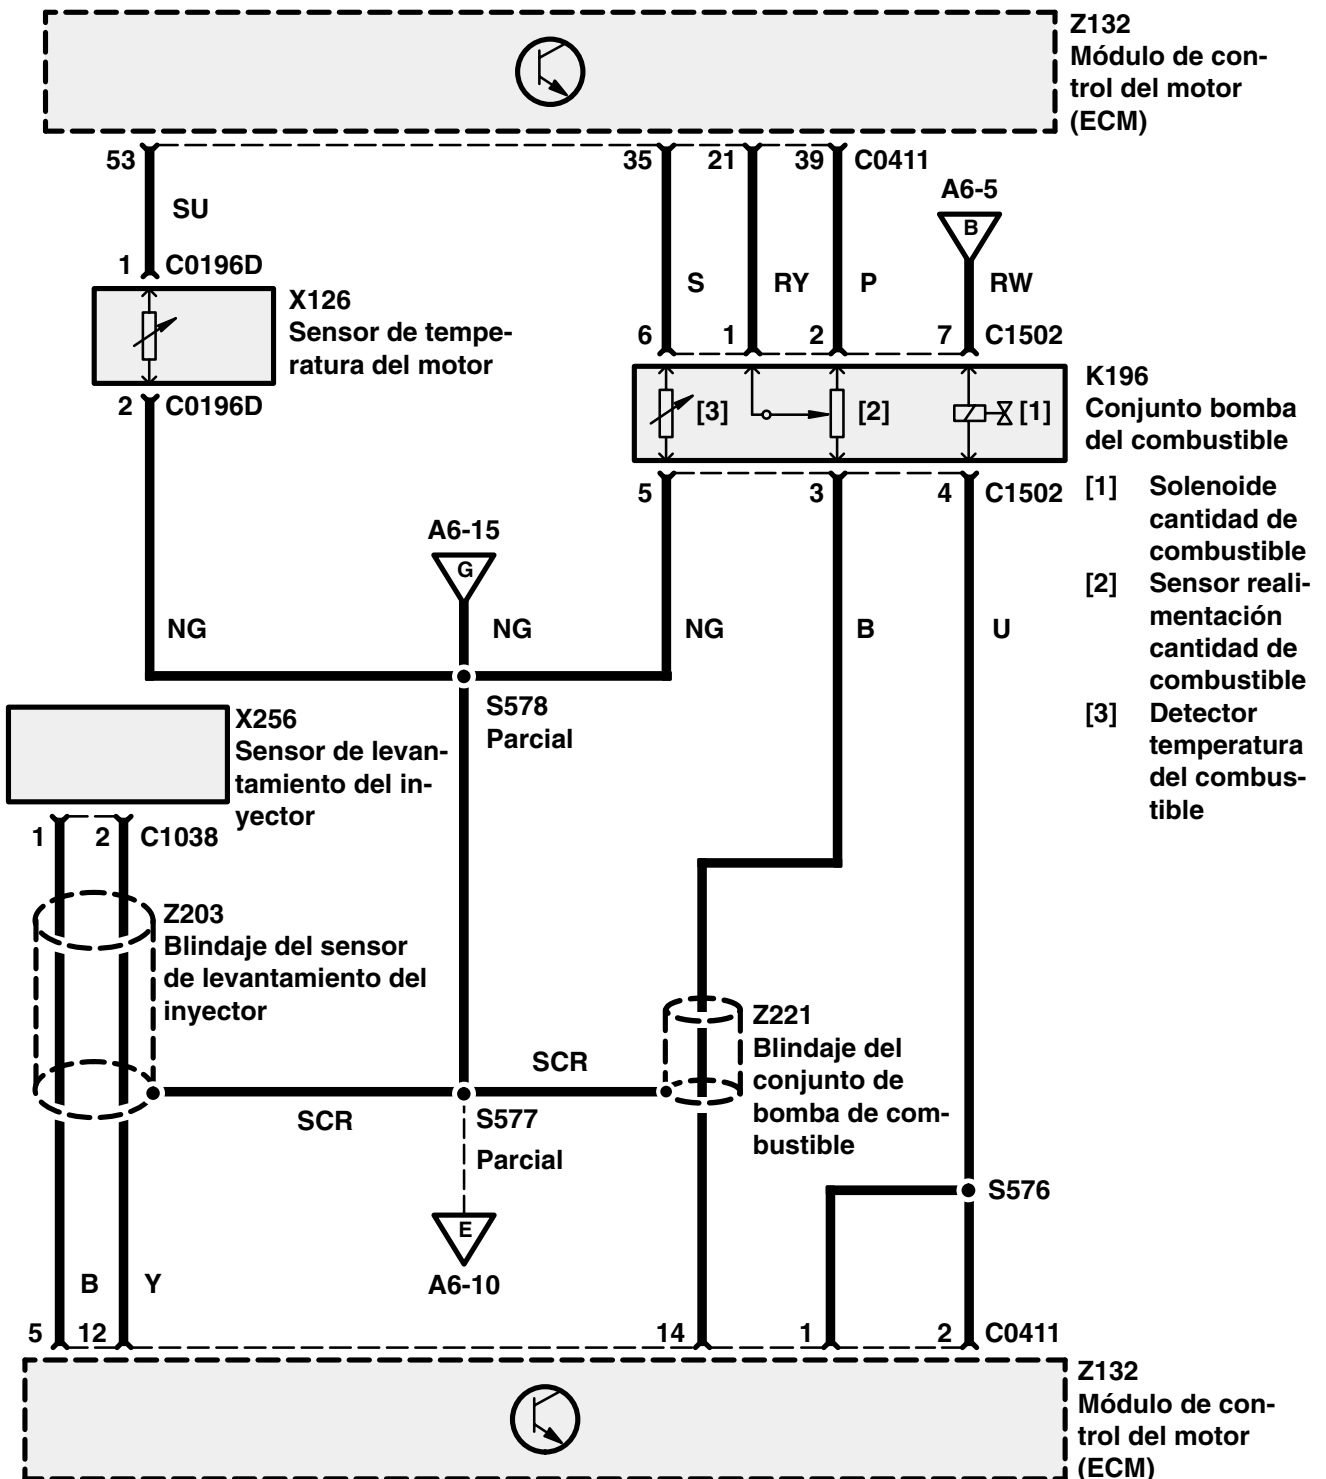 Z132
Módulo de con-
trol del motor
(ECM)
53
35
21
39
C0411
A6-5
B
SU
1
C0196D
S
RY
P
RW
X126
Sensor de tempe-
ratura del motor
6
1
2
7
C1502
K196
Conjunto bomba
del combustible
2
C0196D
[3]
[2]
[1]
5
3
4
C1502
[1] Solenoide
cantidad de
combustible
[2] Sensor reali-
mentación
cantidad de
combustible
[3] Detector
temperatura
del combus-
tible
A6-15
G
NG
NG
NG
B
U
S578
Parcial
X256
Sensor de levan-
tamiento del in-
yector
1
2
C1038
Z203
Blindaje del sensor
de levantamiento del
inyector
Z221
Blindaje del
conjunto de
bomba de com-
bustible
SCR
SCR
S577
Parcial
S576
E
A6-10
B
Y
5
12
14
1
2
C0411
Z132
Módulo de con-
trol del motor
(ECM)